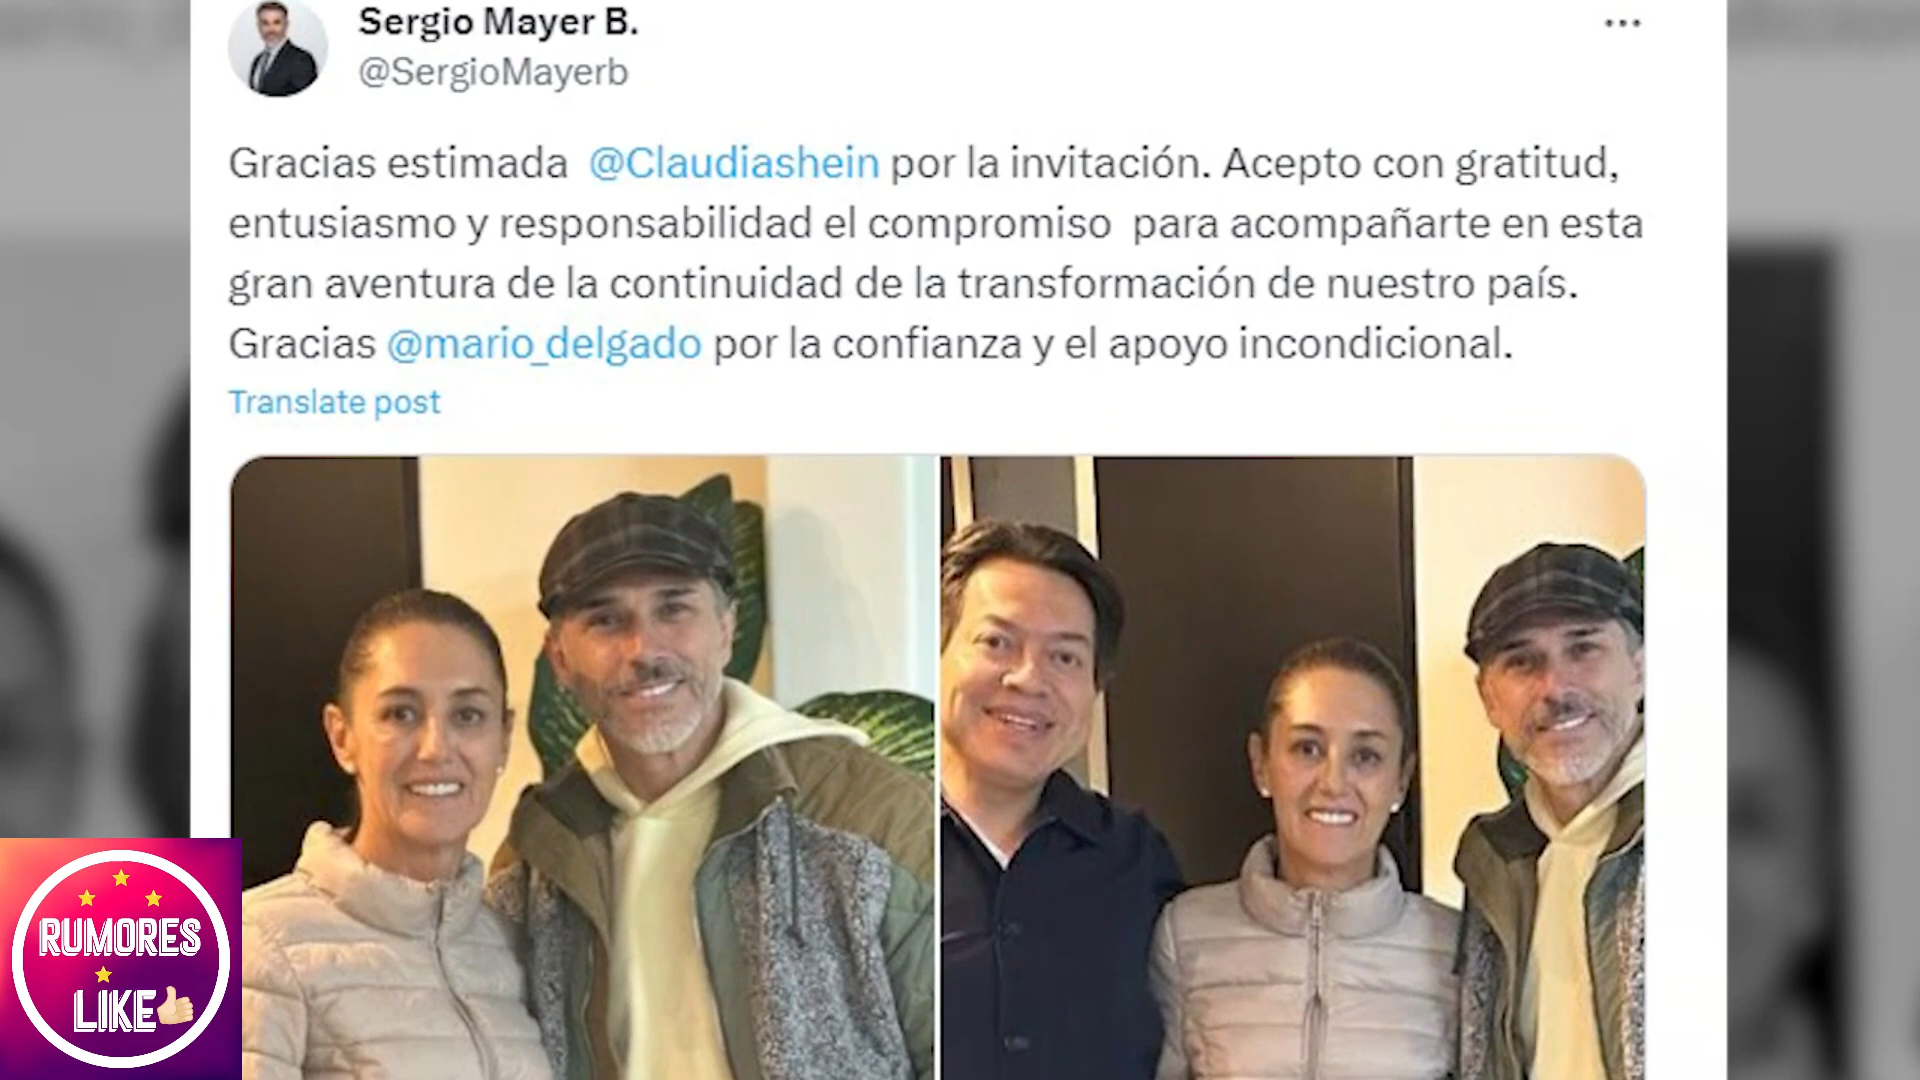 Sergio Mayer B.
@SergioMayerb
Gracias estimada @Claudiashein por la invitación. Acepto con gratitud,
entusiasmo y responsabilidad el compromiso para acompañarte en esta
gran aventura de la continuidad de la transformación de nuestro país.
Gracias @mario_delgado por la confianza y el apoyo incondicional.
Translate post
RUMORES
LIKE